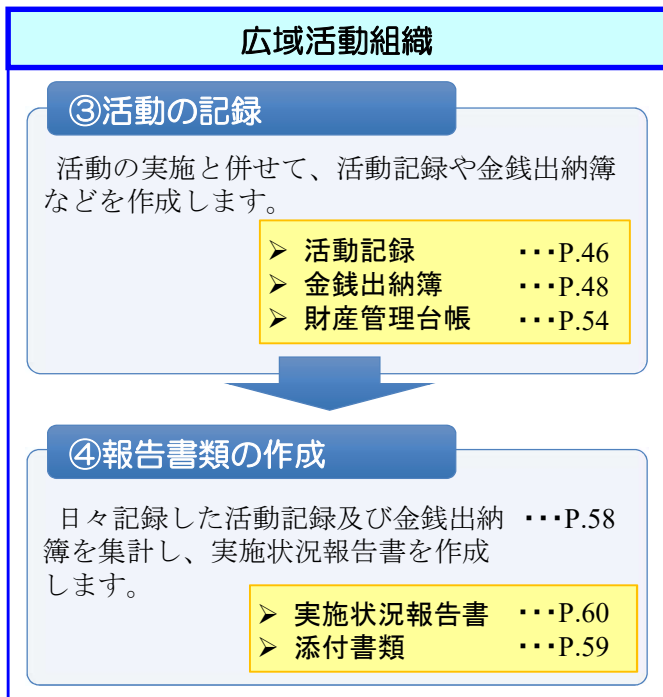 広域活動組織
③活動の記録
活動の実施と併せて、活動記録や金銭出納簿
などを作成します。
➢ 活動記録 ・・・P.46
➢ 金銭出納簿 ・・・P.48
➢ 財産管理台帳 ・・・P.54
④報告書類の作成
日々記録した活動記録及び金銭出納 ・・・P.58
簿を集計し、実施状況報告書を作成
します。
➢ 実施状況報告書 ・・・P.60
➢ 添付書類 ・・・P.59